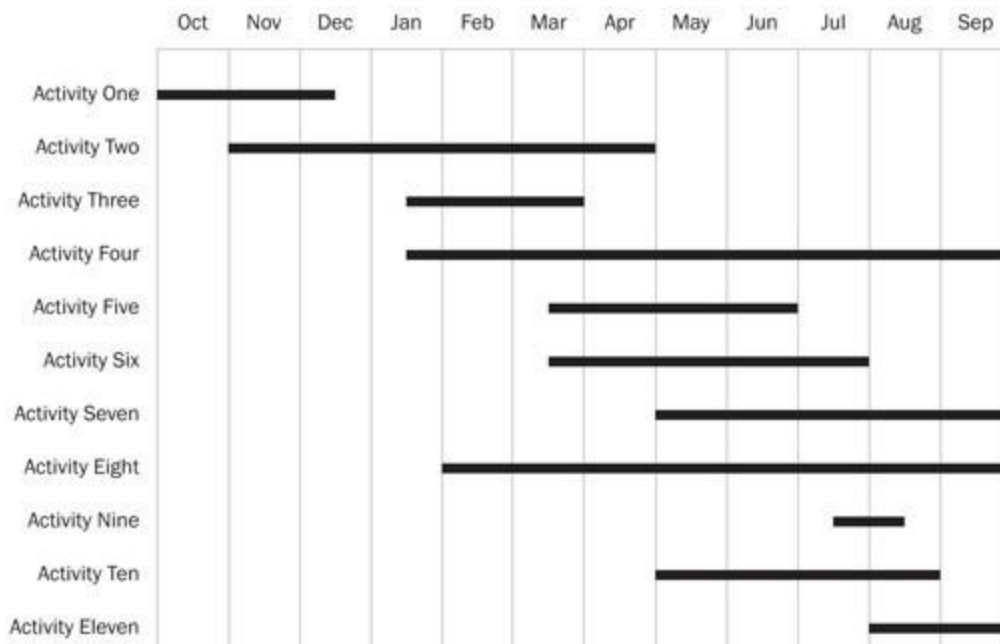 Oct Nov Dec Jan Feb Mar Apr May Jun Jul Aug Sep
Activity One
Activity Two
Activity Three
Activity Four
Activity Five
Activity Six
Activity Seven
Activity Eight
Activity Nine
Activity Ten
Activity Eleven